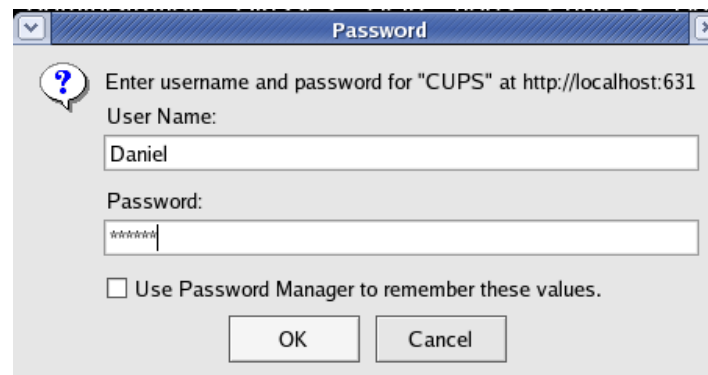 Password
Enter username and password for "CUPS" at http://localhost:631
User Name:
Daniel
Password:
******
Use Password Manager to remember these values.
OK
Cancel